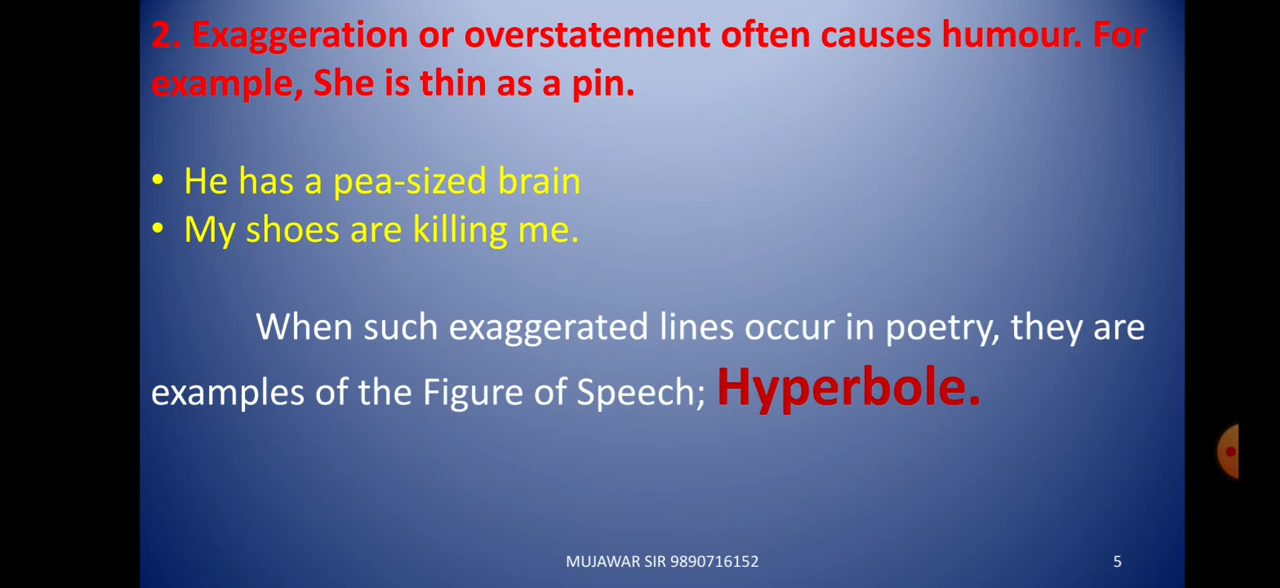 2. Exaggeration or overstatement often causes humour. For
example, She is thin as a pin.
• He has a pea-sized brain
• My shoes are killing me.
When such exaggerated lines occur in poetry, they are
examples of the Figure of Speech; Hyperbole.
MUJAWAR SIR 9890716152
5